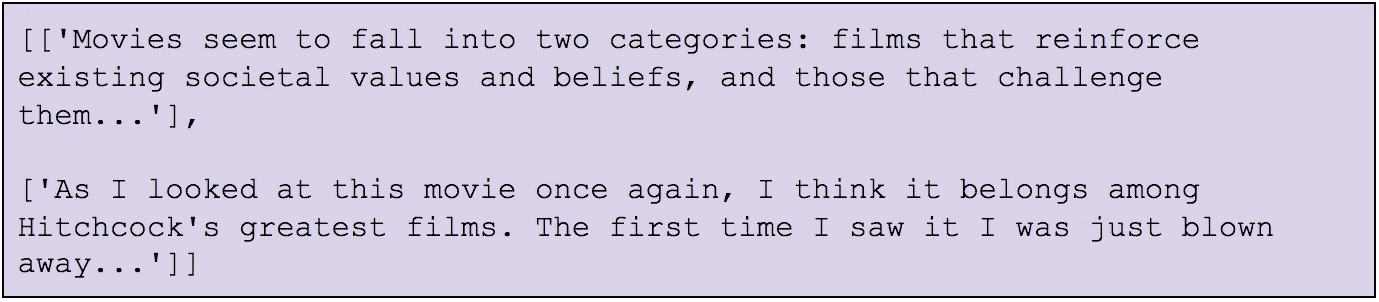 [['Movies seem to fall into two categories: films that reinforce
existing societal values and beliefs, and those that challenge
them...'],
['As I looked at this movie once again, I think it belongs among
Hitchcock's greatest films. The first time I saw it I was just blown
away...']]